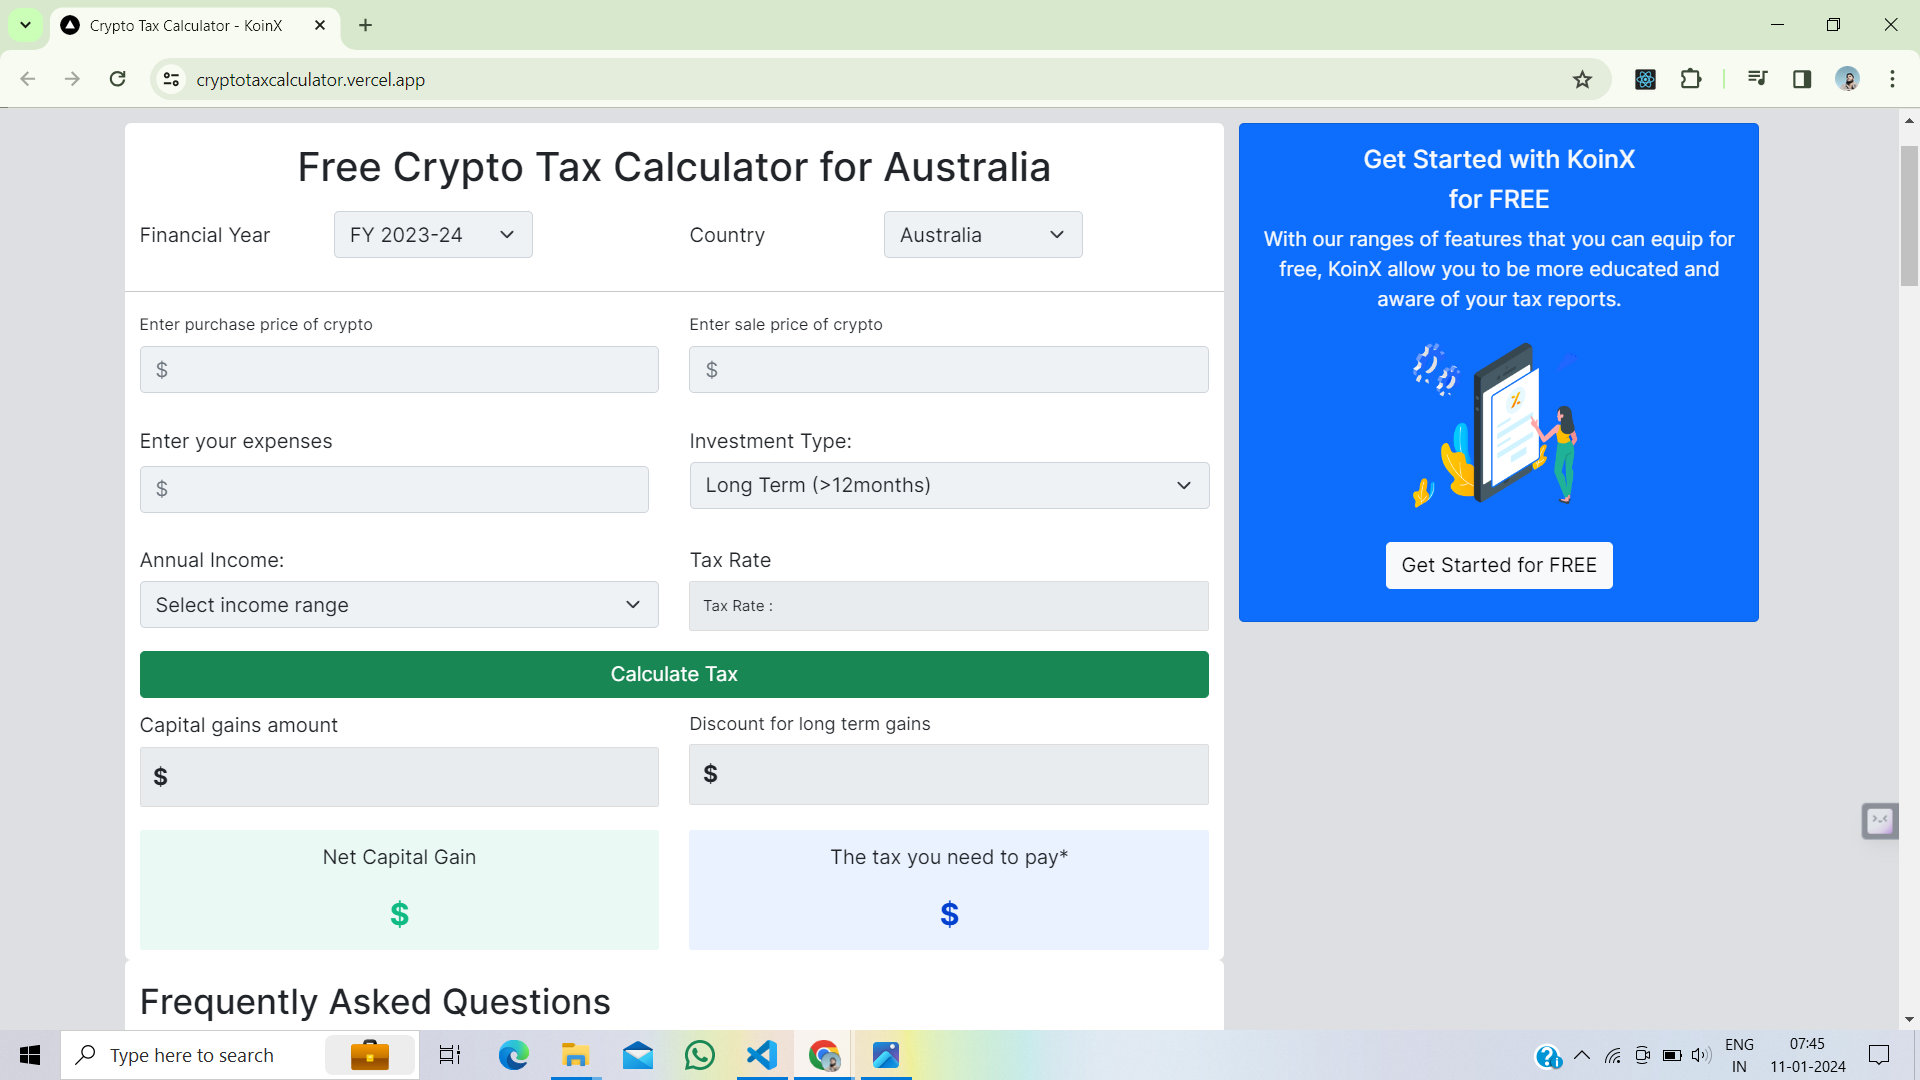 Crypto Tax Calculator - KoinX
cryptotaxcalculator.vercel.app
Free Crypto Tax Calculator for Australia
Financial Year
FY 2023-24
Country
Australia
Enter purchase price of crypto
Enter sale price of crypto
$
$
Enter your expenses
Investment Type:
$
Long Term (>12months)
Annual Income:
Tax Rate
Select income range
Tax Rate :
Calculate Tax
Capital gains amount
Discount for long term gains
$
$
Net Capital Gain
The tax you need to pay*
$
$
Frequently Asked Questions
Get Started with KoinX
for FREE
With our ranges of features that you can equip for
free, KoinX allow you to be more educated and
aware of your tax reports.
Get Started for FREE
Type here to search
ENG
IN
07:45
11-01-2024